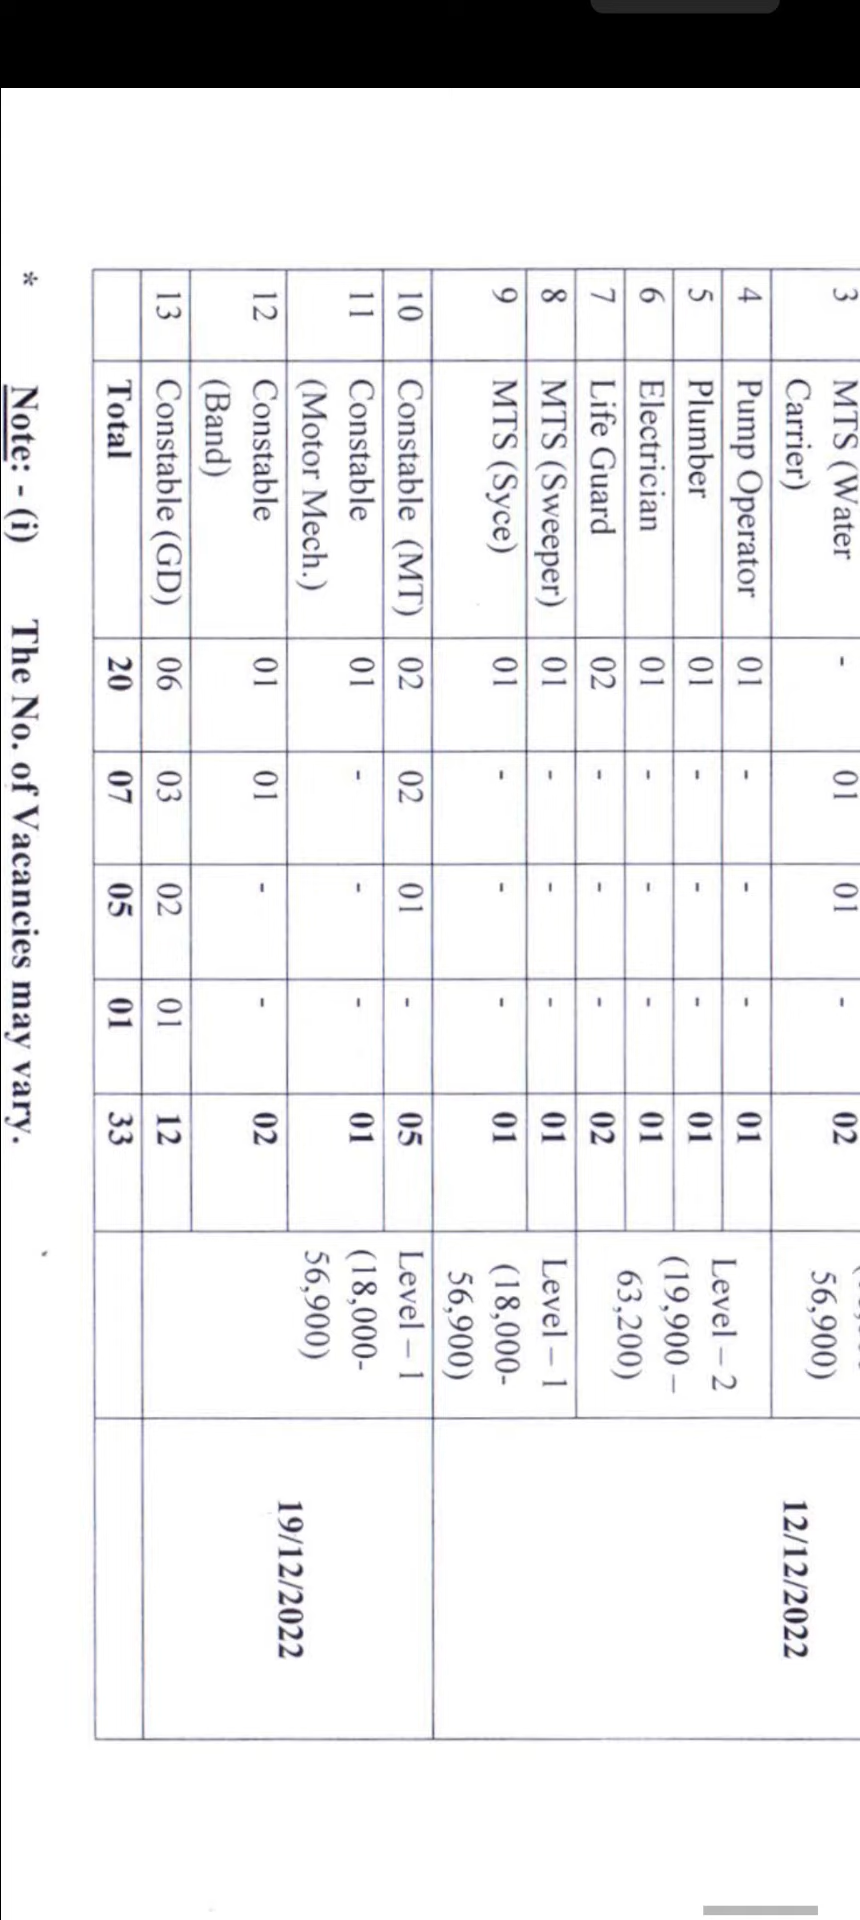 3 MTS (Water - 01 01 - 02
Carrier) 56,900)
4 Pump Operator 01 - - - 01 Level – 2
5 Plumber 01 - - - 01 (19,900 –
6 Electrician 01 - - - 01 63,200)
7 Life Guard 02 - - - 02
12/12/2022
8 MTS (Sweeper) 01 - - - 01 Level – 1
9 MTS (Syce) 01 - - - 01 (18,000-
56,900)
10 Constable (MT) 02 02 01 - 05 Level – 1
11 Constable 01 - - - 01 (18,000-
(Motor Mech.) 56,900)
19/12/2022
12 Constable 01 01 - - 02
(Band)
13 Constable (GD) 06 03 02 01 12
Total 20 07 05 01 33
* Note: - (i) The No. of Vacancies may vary.